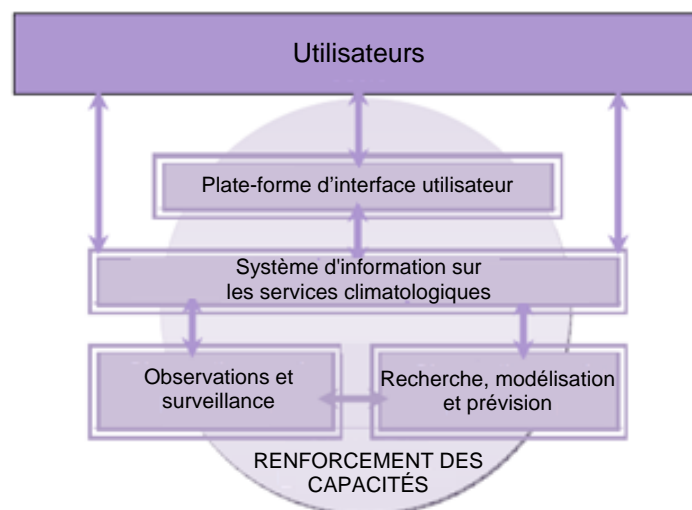 Utilisateurs
Plate-forme d’interface utilisateur
Système d'information sur
les services climatologiques
Observations et
surveillance
Recherche, modélisation
et prévision
RENFORCEMENT DES
CAPACITÉS